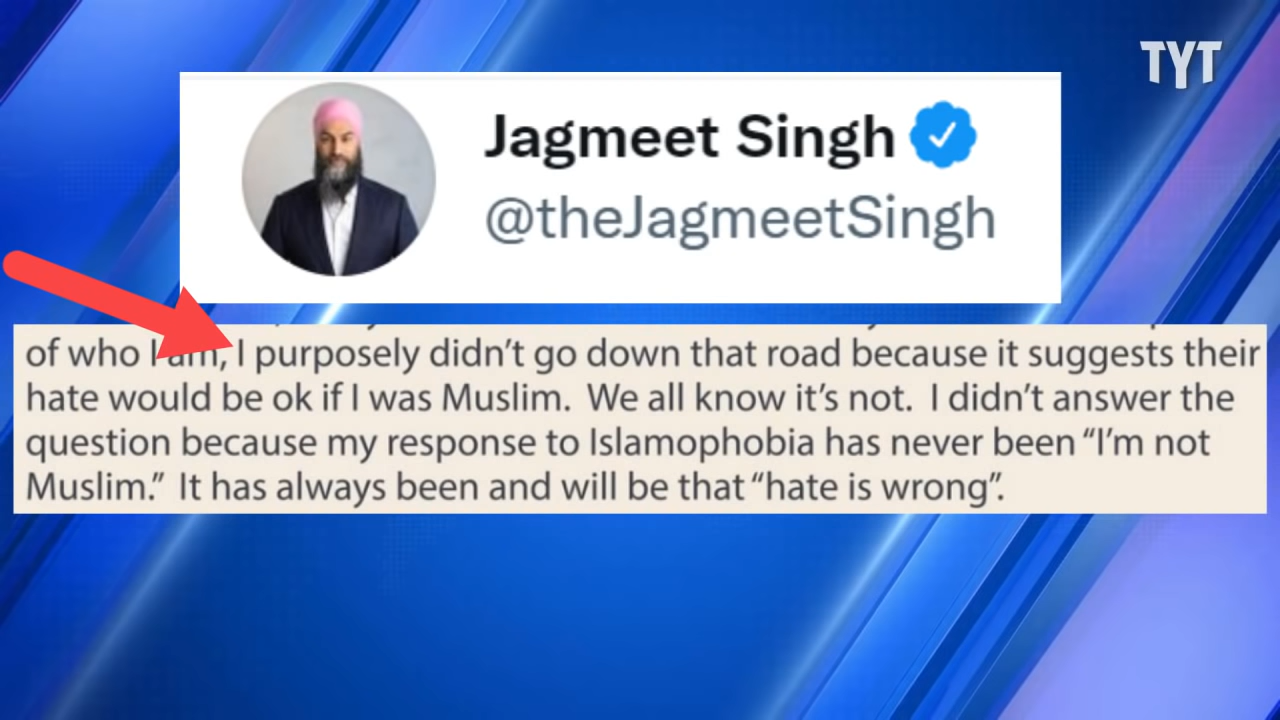 TYT
Jagmeet Singh
@theJagmeetSingh
of who I am, I purposely didn’t go down that road because it suggests their
hate would be ok if I was Muslim.  We all know it’s not.  I didn’t answer the
question because my response to Islamophobia has never been “I’m not
Muslim.”  It has always been and will be that “hate is wrong”.